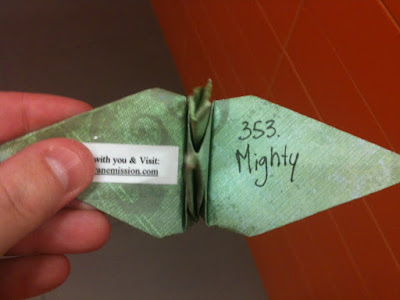 with you & Visit:
anemission.com
353.
Mighty